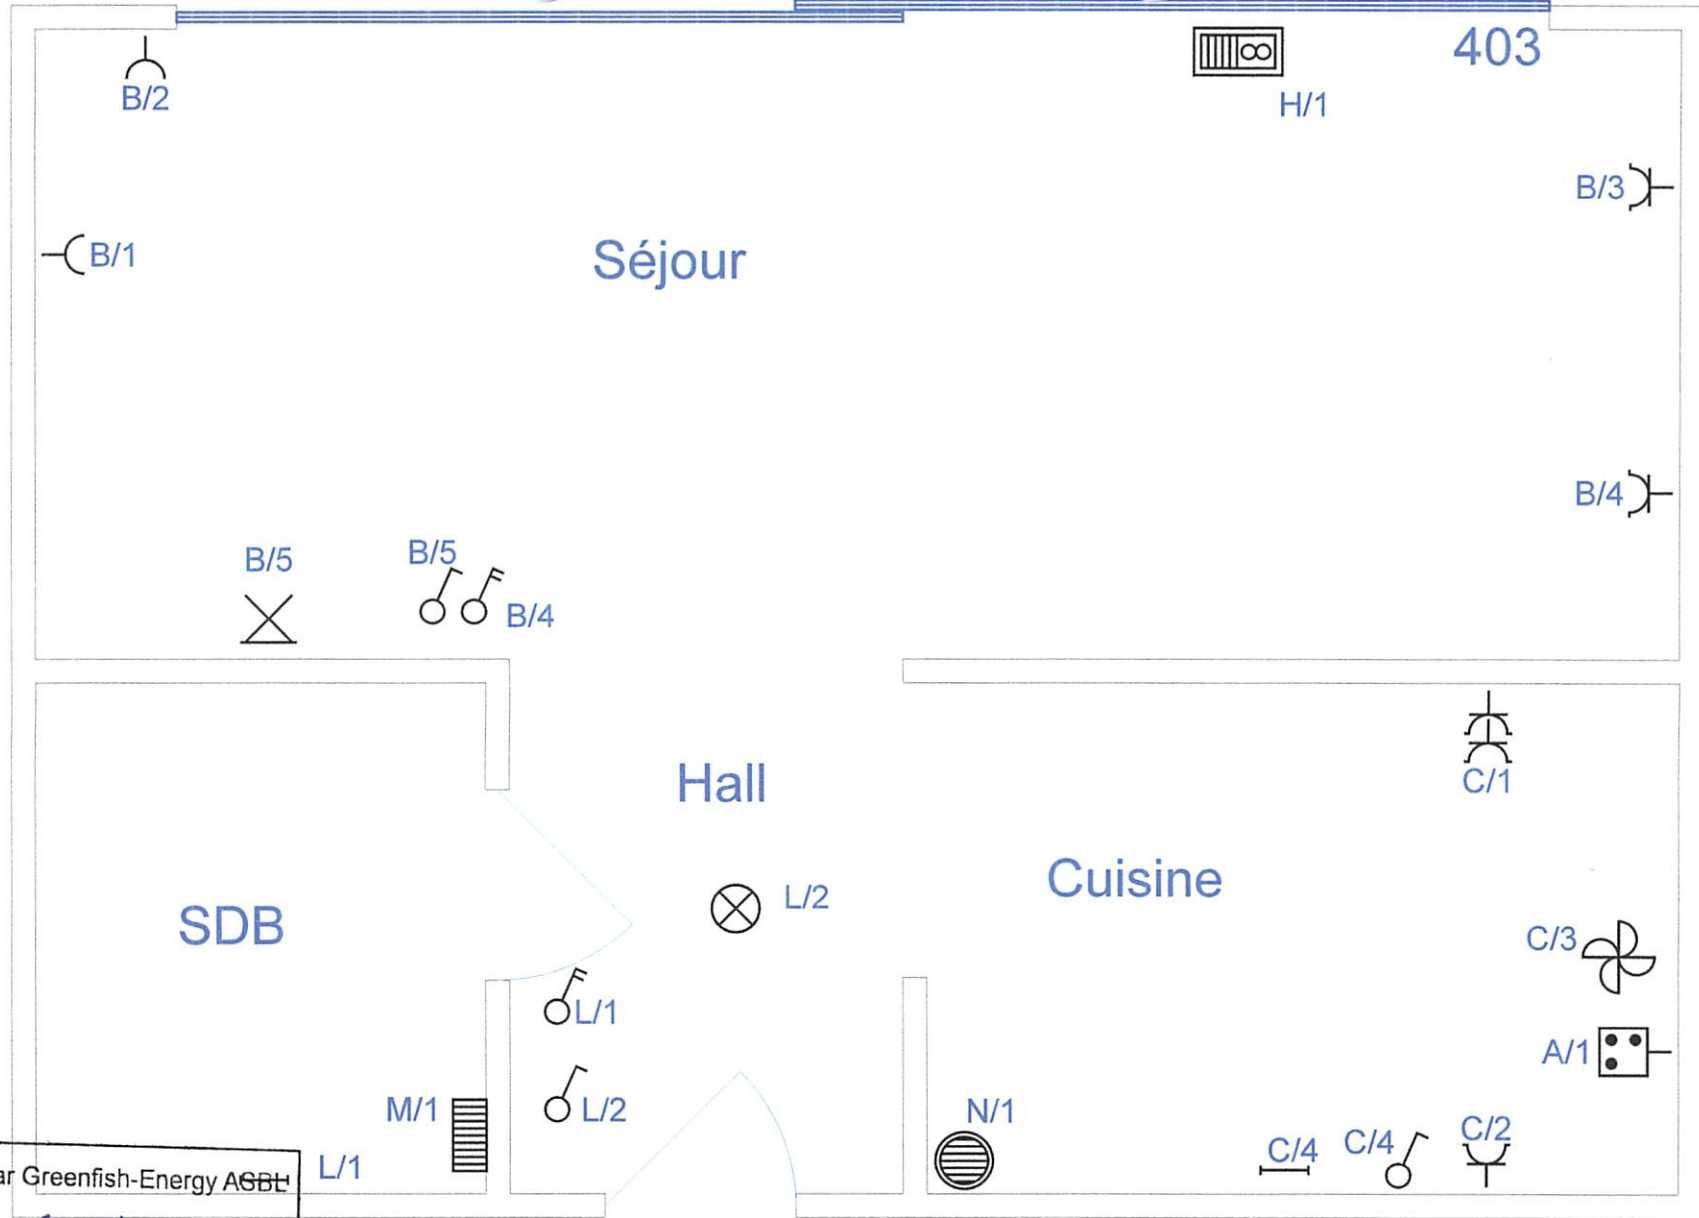 403
B/2
H/1
B/3
B/1
Séjour
B/4
B/5
B/5
B/4
Hall
C/1
Cuisine
L/2
SDB
C/3
L/1
A/1
M/1
L/2
N/1
C/4
C/4
C/2
L/1
ar Greenfish-Energy ASBL